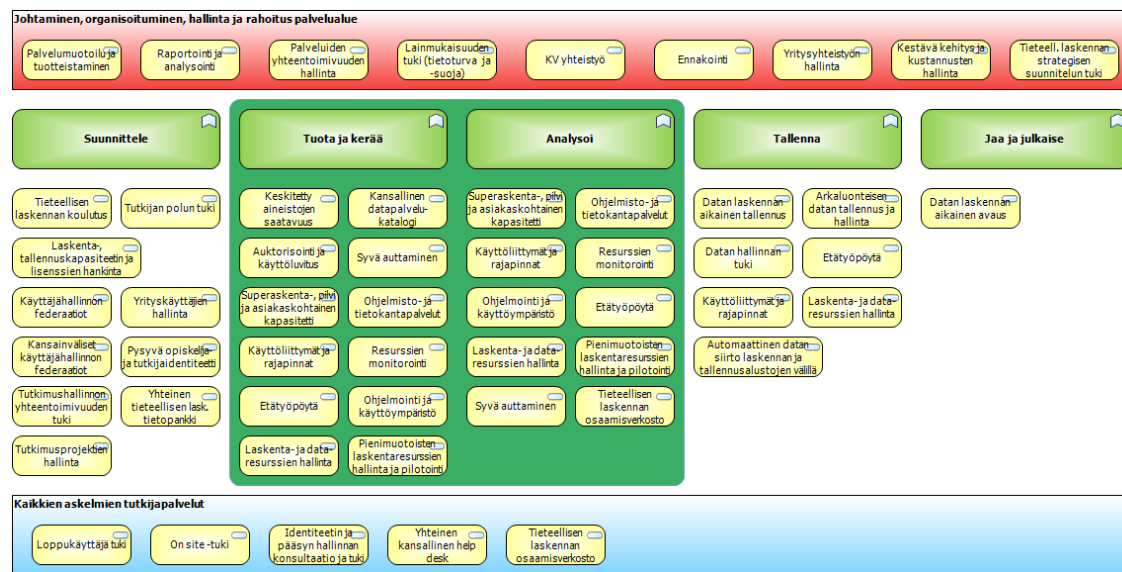 Johtaminen, organisoituminen, hallinta ja rahoitus palvelualue
Palvelumuotoilu ja
tuotteistaminen
Raportointi ja
analysointi
Palveluiden
yhteentoimivuuden
hallinta
Lainmukaisuuden
tuki (tietoturva ja
-suoja)
KV yhteistyö
Ennakointi
Yritysyhteistyön
hallinta
Kestävä kehitys ja
kustannusten
hallinta
Tieteell. laskennan
strategisen
suunnitelun tuki
Suunnittele
Tuota ja kerää
Analysoi
Tallenna
Jaa ja julkaise
Tieteellisen
laskennan koulutus
Tutkijan polun tuki
Laskenta-,
tallennuskapasiteetin ja
lisenssien hankinta
Käyttäjähallinnon
federaatiot
Yrityskäyttäjien
hallinta
Kansainväliset
käyttäjähallinnon
federaatiot
Pysyvä opiskelija-
ja tutkijaidentiteetti
Tutkimushallinnon
yhteentoimivuuden
tuki
Yhteinen
tieteellisen lask.
tietopankki
Tutkimusprojektien
hallinta
Keskitetty
aineistojen
saatavuus
Kansallinen
datapalvelu-
katalogi
Auktorisointi ja
käyttöluvitus
Syvä auttaminen
Superaskenta-, pilvi
ja asiakaskohtainen
kapasitetti
Ohjelmisto- ja
tietokantapalvelut
Käyttöliittymät ja
rajapinnat
Resurssien
monitorointi
Etätyöpöytä
Ohjelmointi ja
käyttöympäristö
Laskenta- ja data-
resurssien hallinta
Pienimuotoisten
laskentaresurssien
hallinta ja pilotointi
Superaskenta-, pilvi
ja asiakaskohtainen
kapasitetti
Ohjelmisto- ja
tietokantapalvelut
Käyttöliittymät ja
rajapinnat
Resurssien
monitorointi
Ohjelmointi ja
käyttöympäristö
Etätyöpöytä
Laskenta- ja data-
resurssien hallinta
Pienimuotoisten
laskentaresurssien
hallinta ja pilotointi
Syvä auttaminen
Tieteellisen
laskennan
osaamisverkosto
Datan laskennan
aikainen tallennus
Arkaluonteisen
datan tallennus ja
hallinta
Datan hallinnan
tuki
Etätyöpöytä
Käyttöliittymät ja
rajapinnat
Laskenta- ja data-
resurssien hallinta
Automaattinen datan
siirto laskennan ja
tallennusalustojen välillä
Datan laskennan
aikainen avaus
Kaikkien askelmien tutkijapalvelut
Loppukäyttäjä tuki
On site -tuki
Identiteetin ja
pääsyn hallinnan
konsultaatio ja tuki
Yhteinen
kansallinen help
desk
Tieteellisen
laskennan
osaamisverkosto